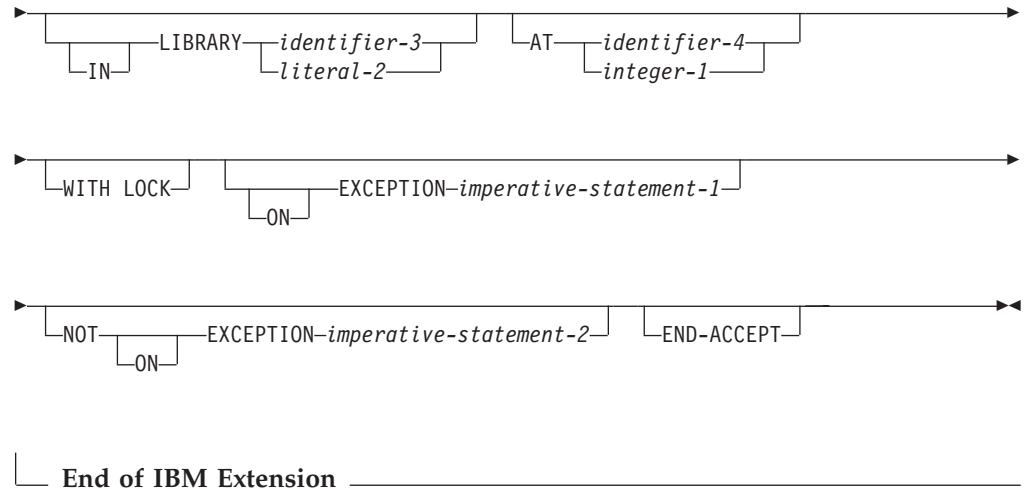 LIBRARY identifier-3 AT identifier-4
IN literal-2 integer-1
WITH LOCK EXCEPTION imperative-statement-1
ON
NOT EXCEPTION imperative-statement-2 END-ACCEPT
ON
End of IBM Extension